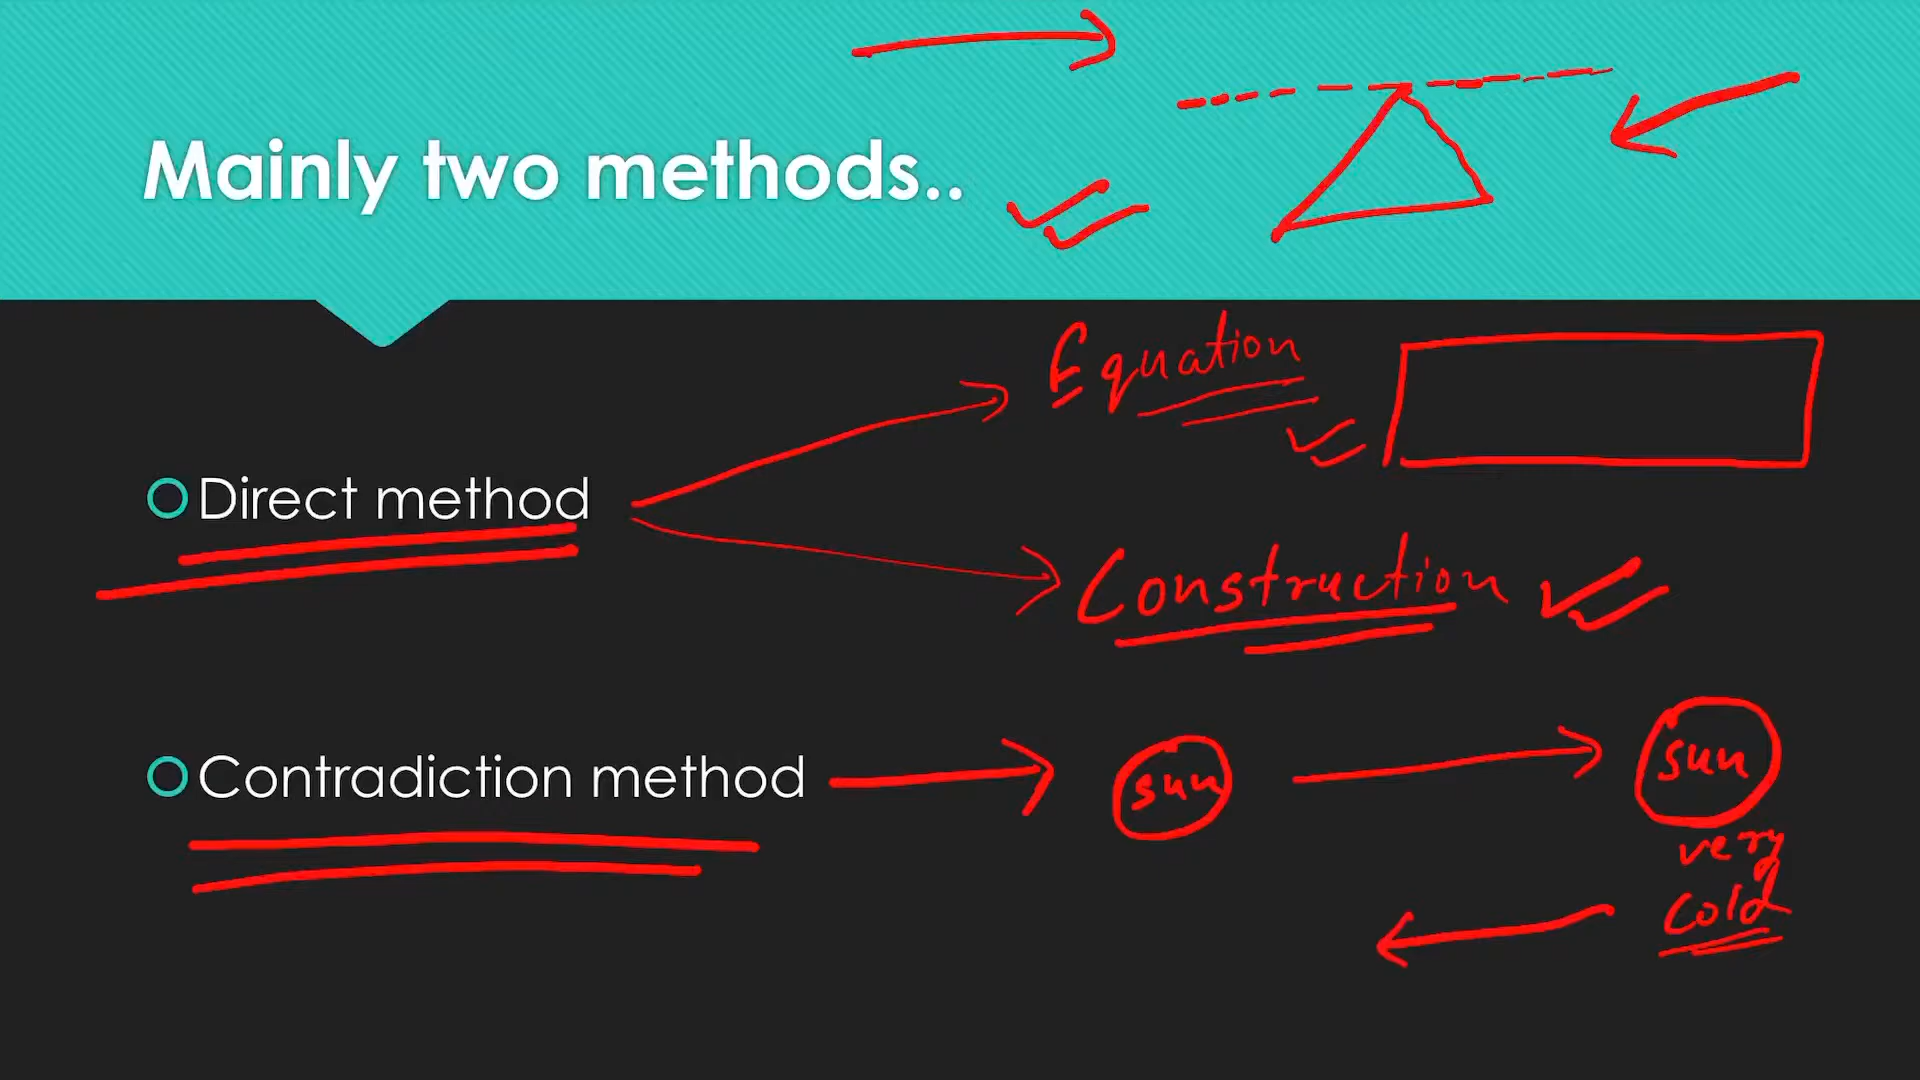 Mainly two methods..
Equation
Direct method
Construction
Contradiction method
sun
sun
very
cold